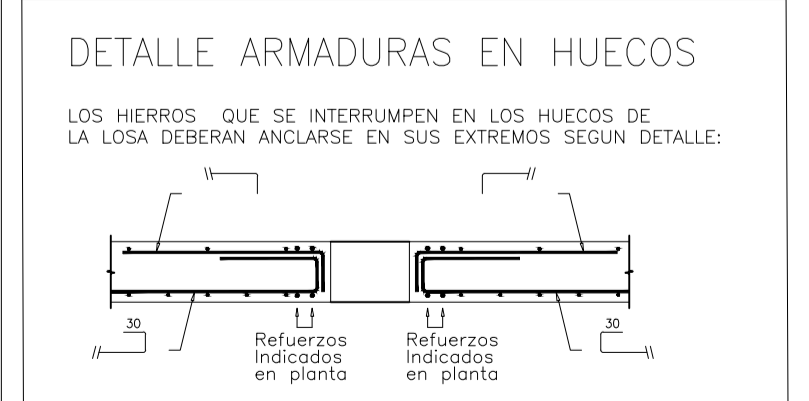 DETALLE ARMADURAS EN HUECOS
LOS HIERROS QUE SE INTERRUMPEN EN LOS HUECOS DE
LA LOSA DEBERAN ANCLARSE EN SUS EXTREMOS SEGUN DETALLE:
30
30
Refuerzos
Indicados
en planta
Refuerzos
Indicados
en planta